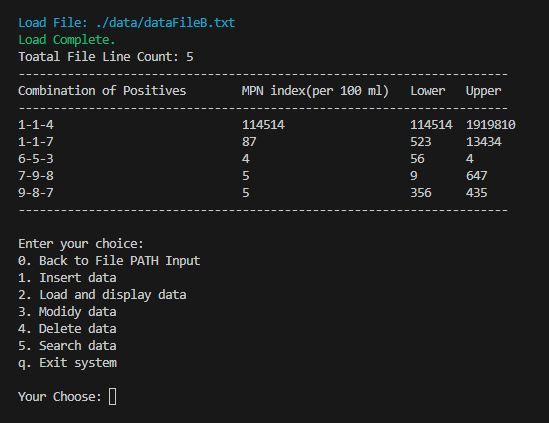 Load File: ./data/dataFileB.txt
Load Complete.
Toatal File Line Count: 5
----------------------------------------------------------------------
Combination of Positives        MPN index(per 100 ml)   Lower   Upper
----------------------------------------------------------------------
1-1-4                           114514                  114514  1919810
1-1-7                           87                      523     13434
6-5-3                           4                       56      4
7-9-8                           5                       9       647
9-8-7                           5                       356     435
----------------------------------------------------------------------
Enter your choice:
0. Back to File PATH Input
1. Insert data
2. Load and display data
3. Modidy data
4. Delete data
5. Search data
q. Exit system
Your Choose: